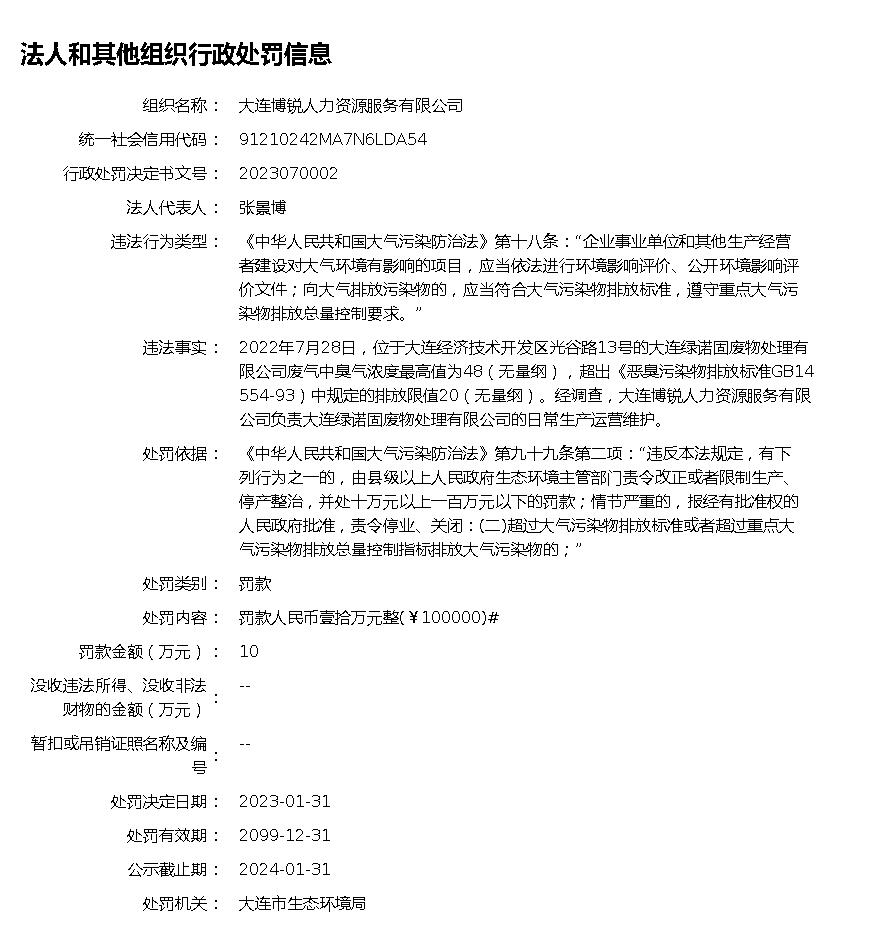 法人和其他组织行政处罚信息
组织名称： 大连博锐人力资源服务有限公司
统一社会信用代码： 91210242MA7N6LDA54
行政处罚决定书文号： 2023070002
法人代表人： 张景博
违法行为类型： 《中华人民共和国大气污染防治法》第十八条：“企业事业单位和其他生产经营
者建设对大气环境有影响的项目，应当依法进行环境影响评价、公开环境影响评
价文件；向大气排放污染物的，应当符合大气污染物排放标准，遵守重点大气污
染物排放总量控制要求。”
违法事实： 2022年7月28日，位于大连经济技术开发区光谷路13号的大连绿诺固废物处理有
限公司废气中臭气浓度最高值为48（无量纲），超出《恶臭污染物排放标准GB14
554-93）中规定的排放限值20（无量纲）。经调查，大连博锐人力资源服务有限
公司负责大连绿诺固废物处理有限公司的日常生产运营维护。
处罚依据： 《中华人民共和国大气污染防治法》第九十九条第二项：“违反本法规定，有下
列行为之一的，由县级以上人民政府生态环境主管部门责令改正或者限制生产、
停产整治，并处十万元以上一百万元以下的罚款；情节严重的，报经有批准权的
人民政府批准，责令停业、关闭：(二)超过大气污染物排放标准或者超过重点大
气污染物排放总量控制指标排放大气污染物的；”
处罚类别： 罚款
处罚内容： 罚款人民币壹拾万元整(￥100000)#
罚款金额（万元）： 10
没收违法所得、没收非法
财物的金额（万元）： --
暂扣或吊销证照名称及编
号： --
处罚决定日期： 2023-01-31
处罚有效期： 2099-12-31
公示截止期： 2024-01-31
处罚机关： 大连市生态环境局